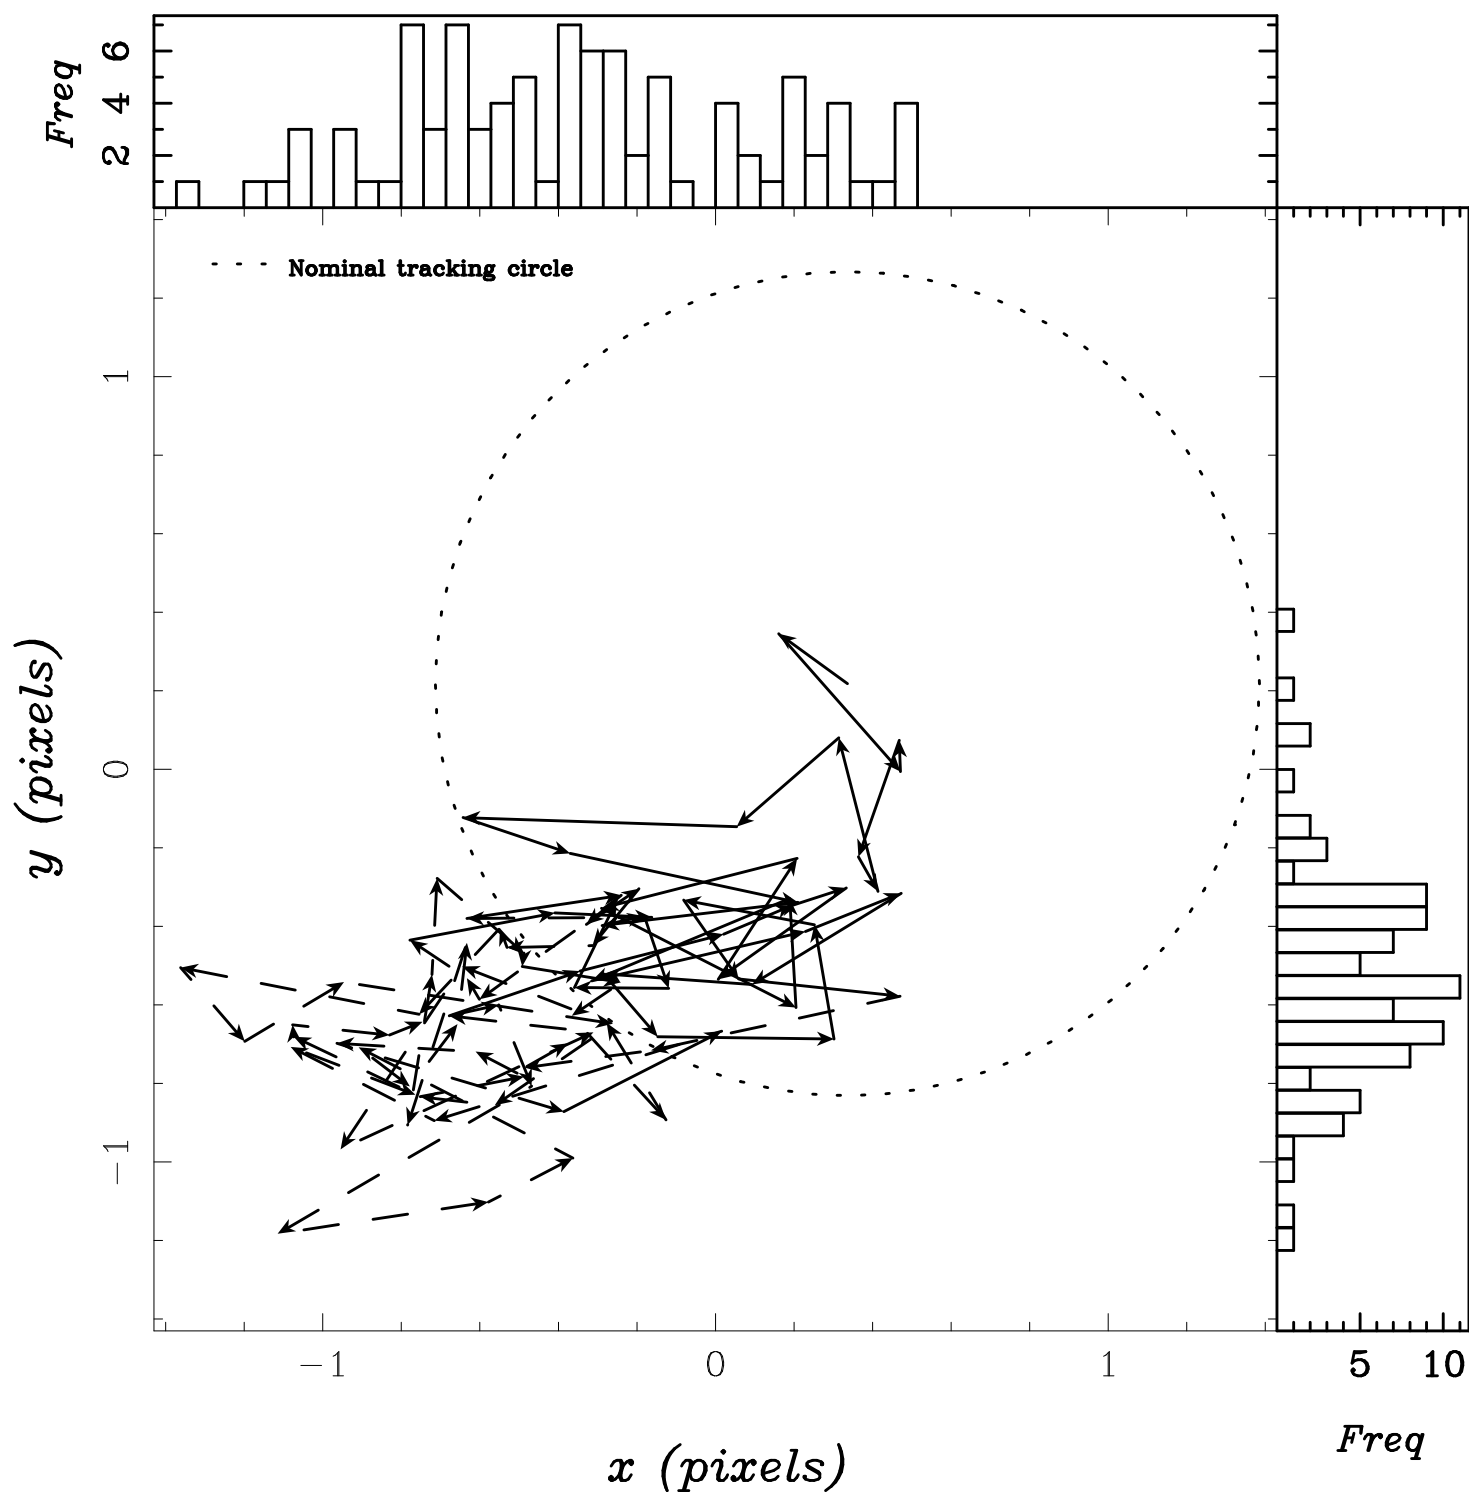 Freq
6
4
2
Nominal tracking circle
1
0
−1
y (pixels)
−1 0 1
5 10
Freq
x (pixels)